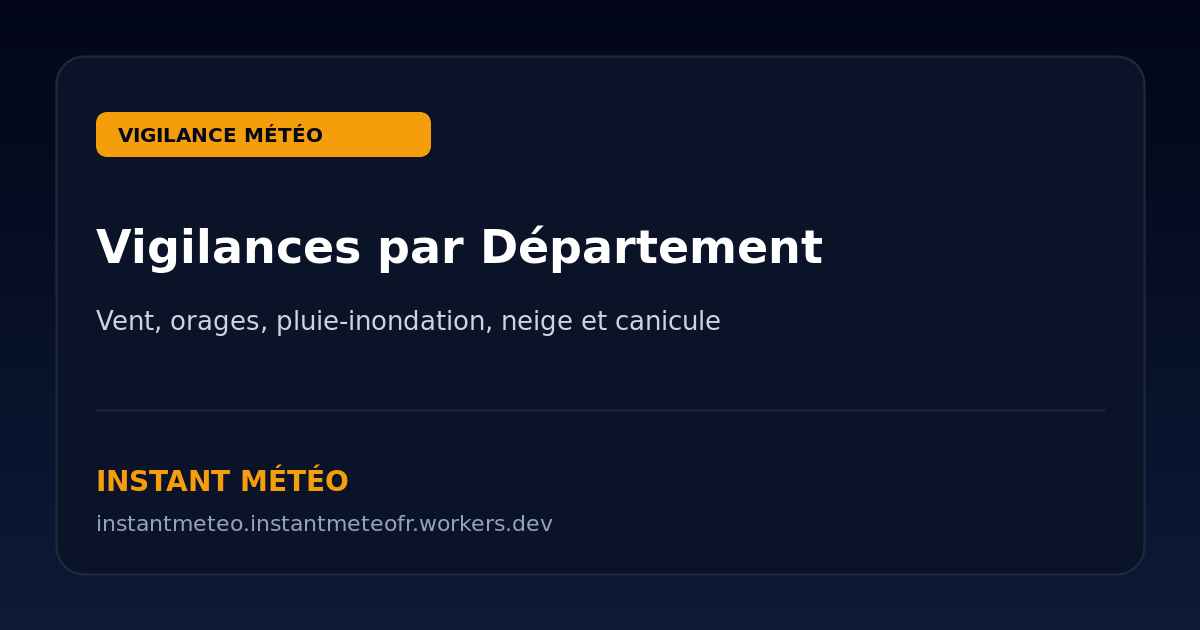 VIGILANCE MÉTÉO
Vigilances par Département
Vent, orages, pluie-inondation, neige et canicule
INSTANT MÉTÉO
instantmeteo.instantmeteofr.workers.dev